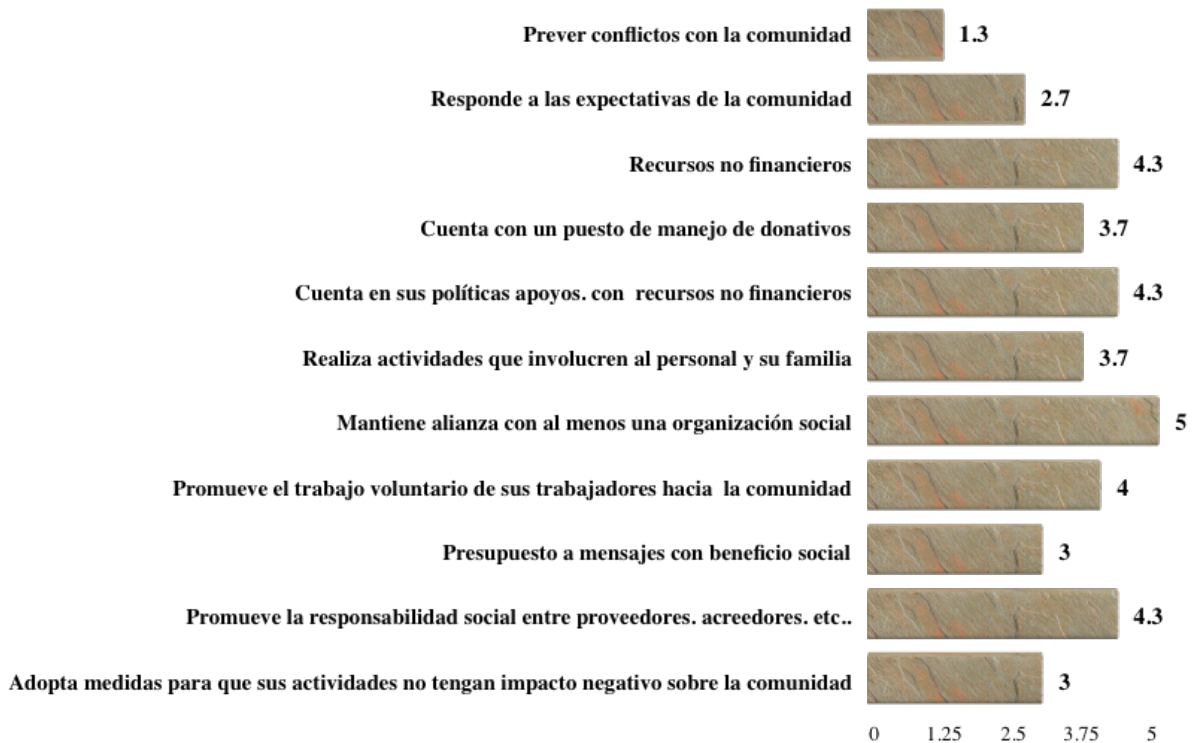 Prever conflictos con la comunidad 1.3
Responde a las expectativas de la comunidad 2.7
Recursos no financieros 4.3
Cuenta con un puesto de manejo de donativos 3.7
Cuenta en sus políticas apoyos. con  recursos no financieros 4.3
Realiza actividades que involucren al personal y su familia 3.7
Mantiene alianza con al menos una organización social 5
Promueve el trabajo voluntario de sus trabajadores hacia  la comunidad 4
Presupuesto a mensajes con beneficio social 3
Promueve la responsabilidad social entre proveedores. acreedores. etc.. 4.3
Adopta medidas para que sus actividades no tengan impacto negativo sobre la comunidad 3
0 1.25 2.5 3.75 5